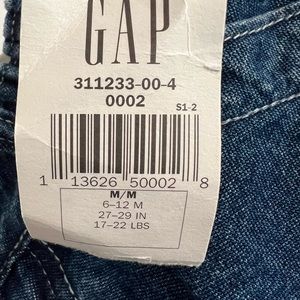 GAP
311233-00-4
0002
S1-2
1 13626 50002 8
M/M
6-12 M
27-29 IN
17-22 LBS